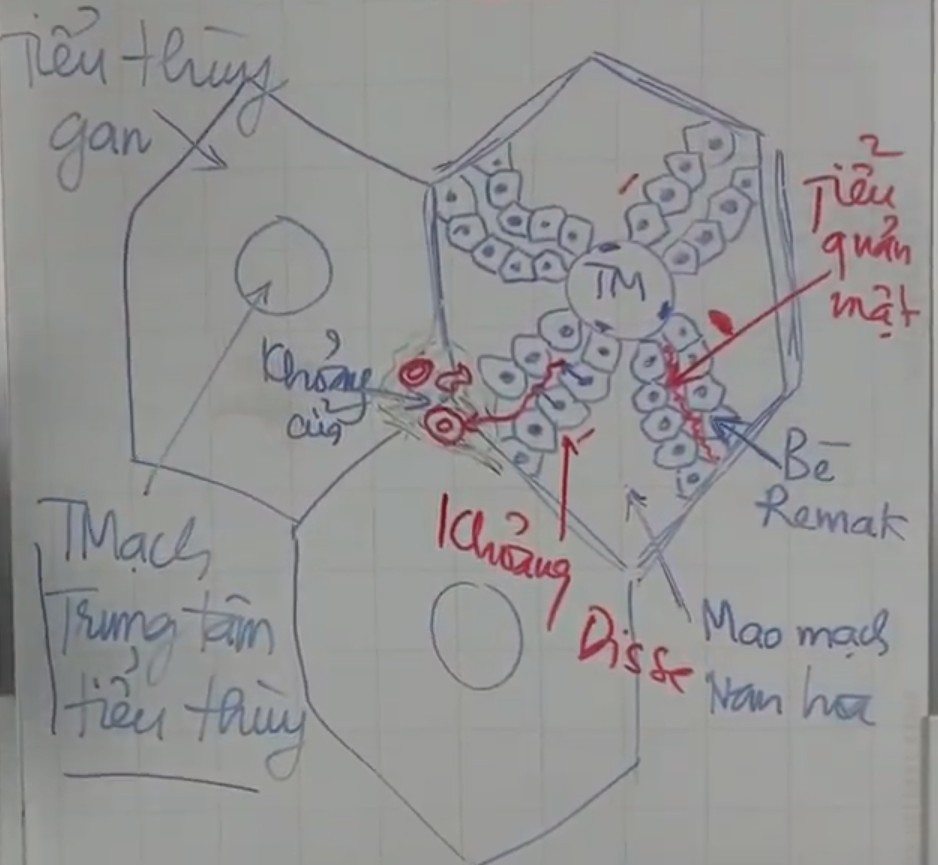 Tiểu thùy
gan
TM
Tiểu
quản
mật
Khoảng
cửa
Bè
Remak
TMạch
Trung tâm
tiểu thùy
Khoảng
Disse
Mao mạch
Nan hoa